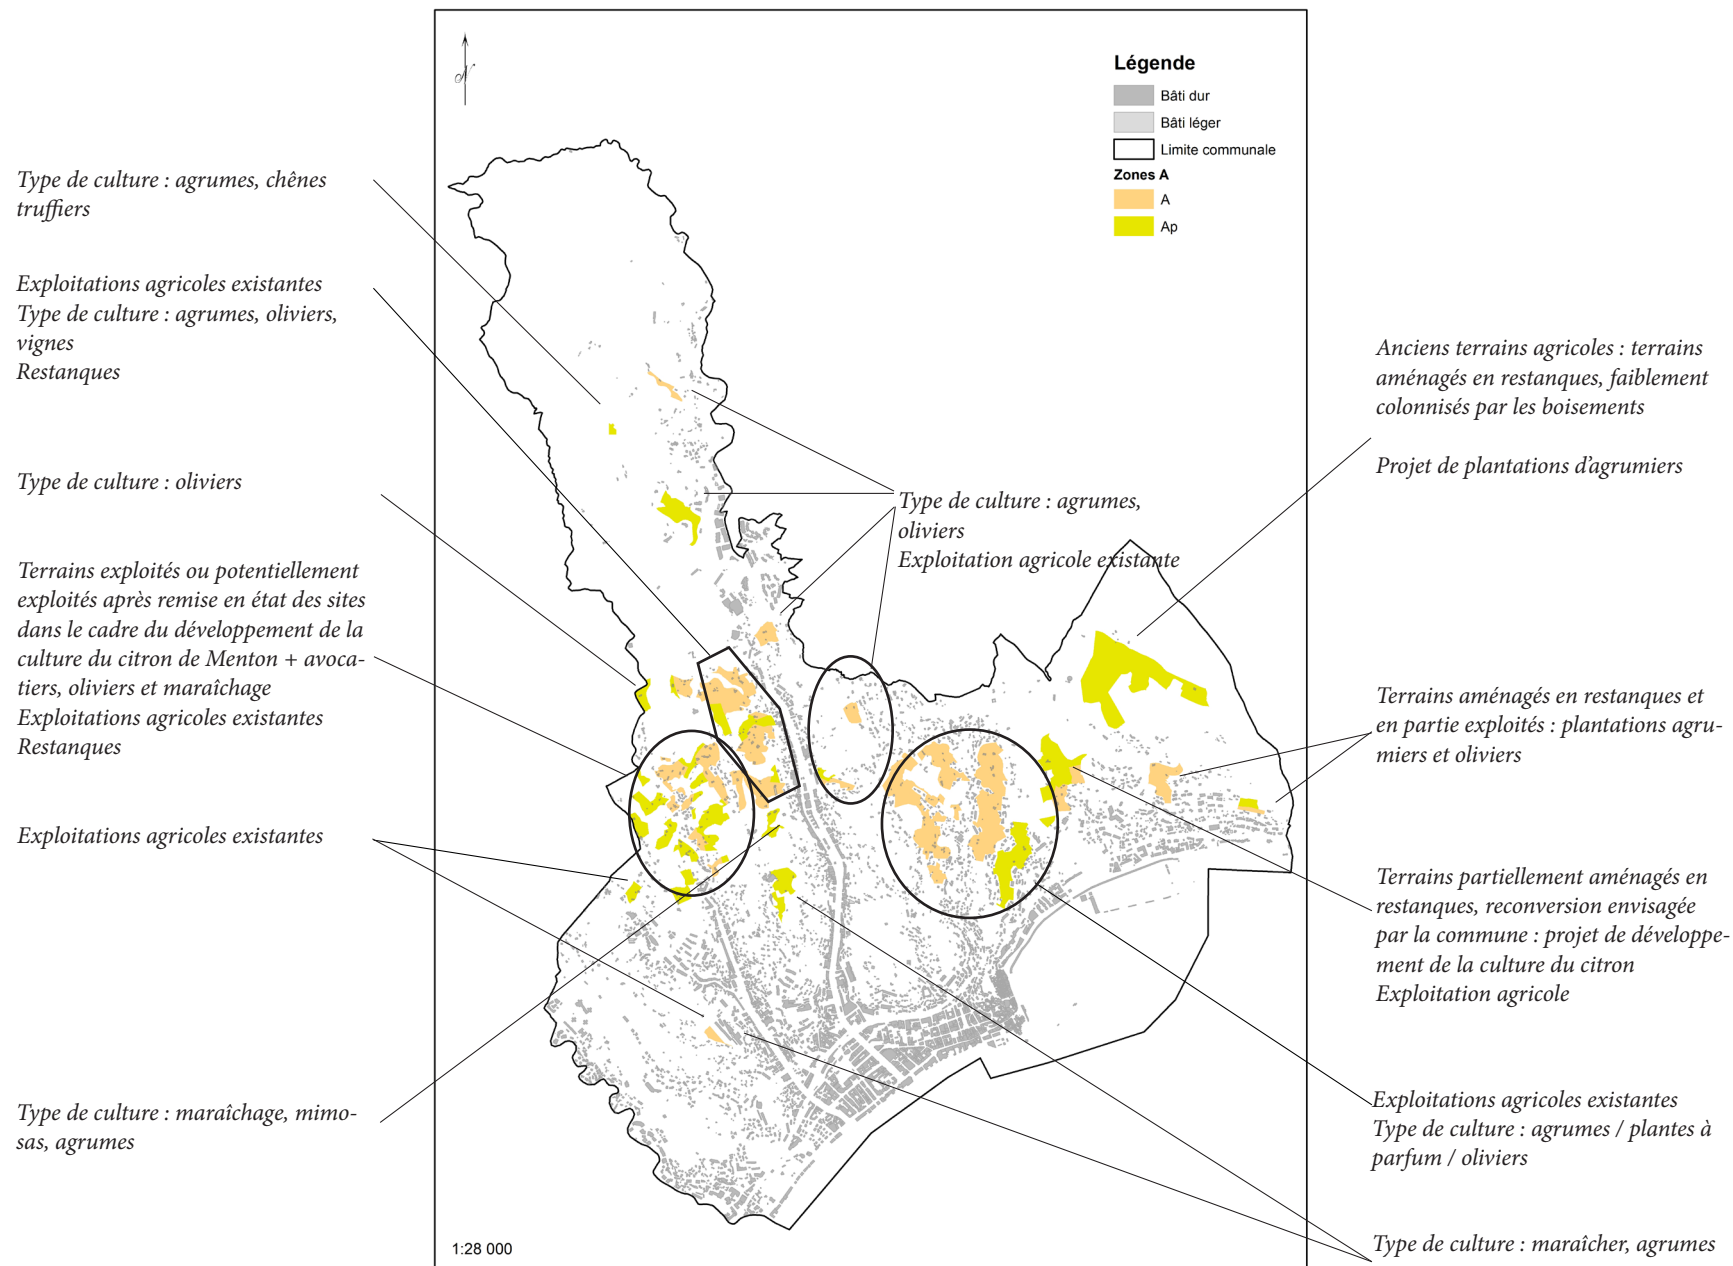 N
Légende
Bâti dur
Bâti léger
Limite communale
Zones A
A
Ap
Type de culture : agrumes, chênes
truffiers
Exploitations agricoles existantes
Type de culture : agrumes, oliviers,
vignes
Restanques
Type de culture : oliviers
Terrains exploités ou potentiellement
exploités après remise en état des sites
dans le cadre du développement de la
culture du citron de Menton + avoca-
tiers, oliviers et maraîchage
Exploitations agricoles existantes
Restanques
Exploitations agricoles existantes
Type de culture : maraîchage, mimo-
sas, agrumes
Type de culture : agrumes,
oliviers
Exploitation agricole existante
Anciens terrains agricoles : terrains
aménagés en restanques, faiblement
colonnisés par les boisements
Projet de plantations d'agrumiers
Terrains aménagés en restanques et
en partie exploités : plantations agru-
miers et oliviers
Terrains partiellement aménagés en
restanques, reconversion envisagée
par la commune : projet de développe-
ment de la culture du citron
Exploitation agricole
Exploitations agricoles existantes
Type de culture : agrumes / plantes à
parfum / oliviers
Type de culture : maraîcher, agrumes
1:28 000